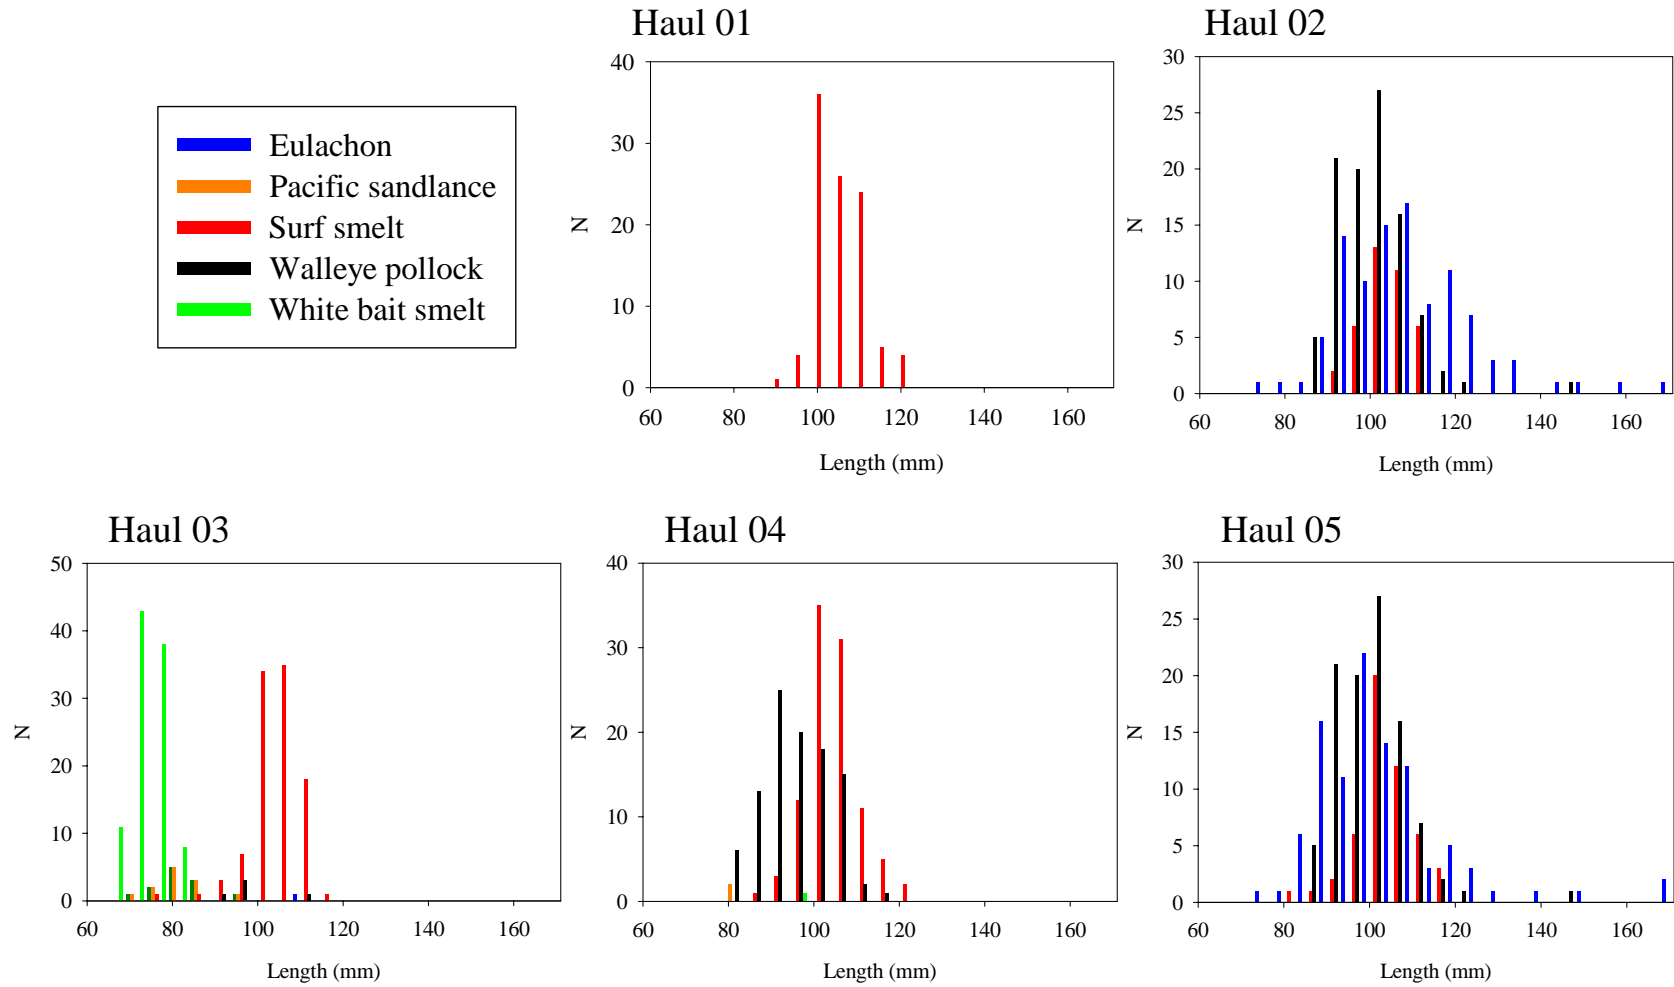 Haul 01
Haul 02
Eulachon
Pacific sandlance
Surf smelt
Walleye pollock
White bait smelt
40
30
20
10
0
N
60 80 100 120 140 160
Length (mm)
30
25
20
15
10
5
0
N
60 80 100 120 140 160
Length (mm)
Haul 03
Haul 04
Haul 05
50
40
30
20
10
0
N
60 80 100 120 140 160
Length (mm)
40
30
20
10
0
N
60 80 100 120 140 160
Length (mm)
30
25
20
15
10
5
0
N
60 80 100 120 140 160
Length (mm)